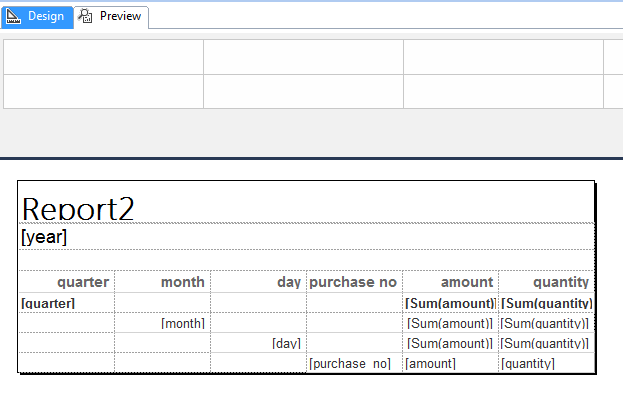 Design Preview
Report2
[year]
quarter month day purchase no amount quantity
[quarter] [Sum(amount)] [Sum(quantity)
[month] [Sum(amount)] [Sum(quantity)]
[day] [Sum(amount)] [Sum(quantity)]
[purchase_no] [amount] [quantity]